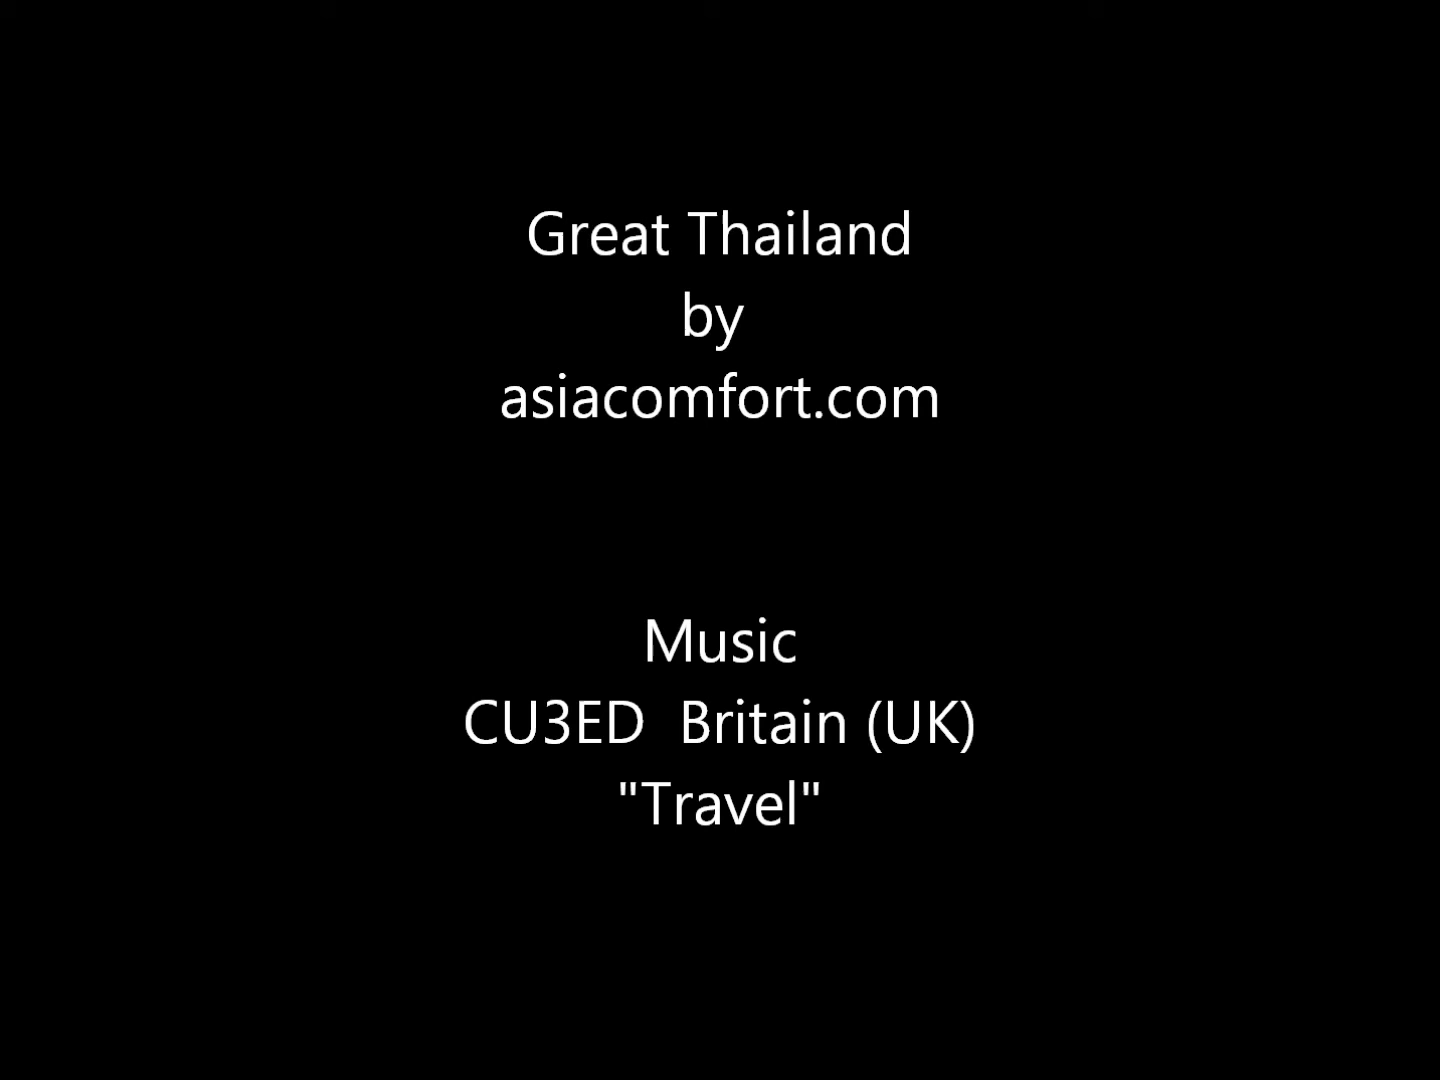 Great Thailand
by
asiacomfort.com
Music
CU3ED  Britain (UK)
"Travel"